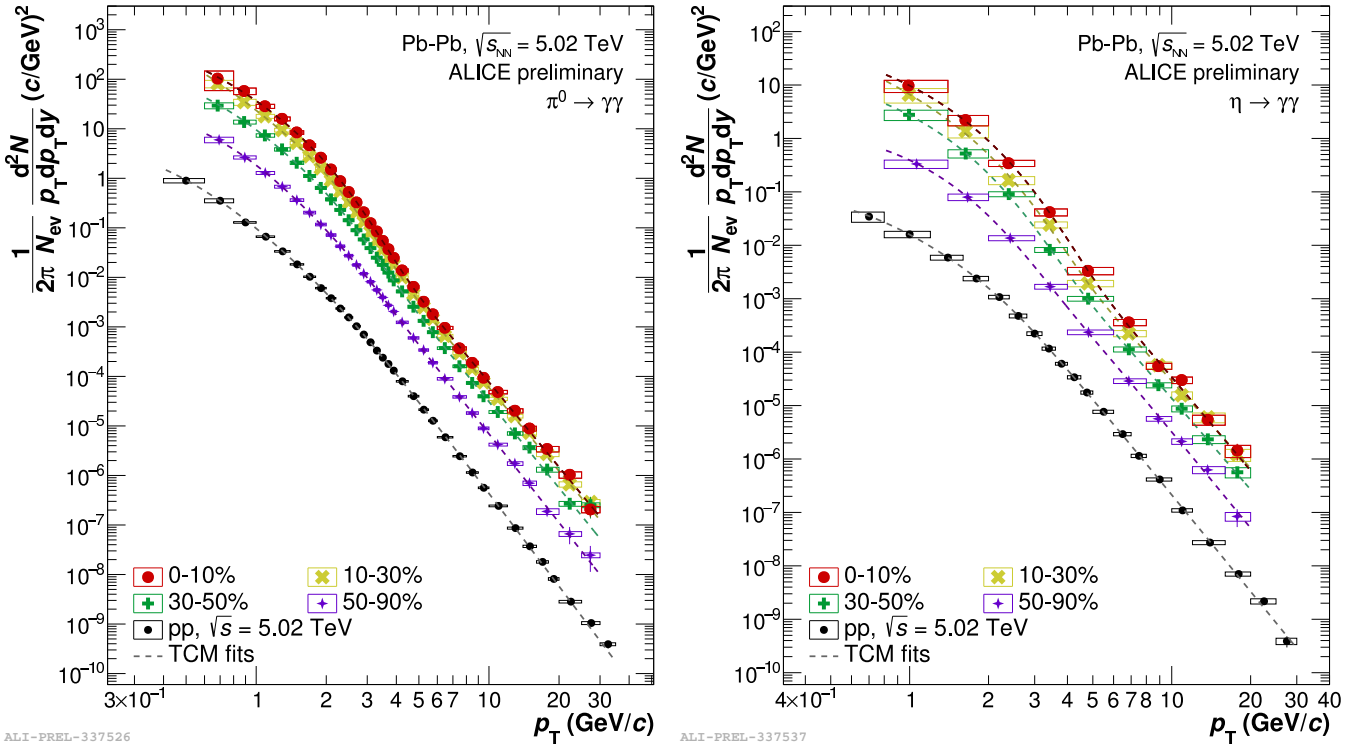 1/2π 1/N_ev d²N/p_T dp_T dy (c/GeV)²
10³
10²
10
1
10⁻¹
10⁻²
10⁻³
10⁻⁴
10⁻⁵
10⁻⁶
10⁻⁷
10⁻⁸
10⁻⁹
10⁻¹⁰
Pb-Pb, √s_NN = 5.02 TeV
ALICE preliminary
π⁰ → γγ
0-10% 10-30%
30-50% 50-90%
pp, √s = 5.02 TeV
TCM fits
3×10⁻¹ 1 2 3 4 5 6 7 10 20 30
p_T (GeV/c)
ALI-PREL-337526
1/2π 1/N_ev d²N/p_T dp_T dy (c/GeV)²
10²
10
1
10⁻¹
10⁻²
10⁻³
10⁻⁴
10⁻⁵
10⁻⁶
10⁻⁷
10⁻⁸
10⁻⁹
10⁻¹⁰
Pb-Pb, √s_NN = 5.02 TeV
ALICE preliminary
η → γγ
0-10% 10-30%
30-50% 50-90%
pp, √s = 5.02 TeV
TCM fits
4×10⁻¹ 1 2 3 4 5 6 7 8 10 20 30 40
p_T (GeV/c)
ALI-PREL-337537